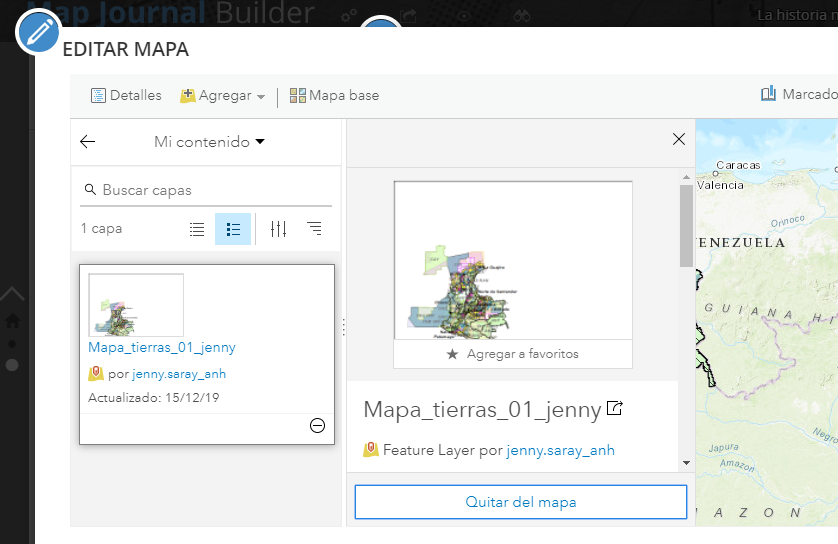 Map Journal Builder
La historia n
EDITAR MAPA
Detalles
Agregar
Mapa base
Marcado
Mi contenido
Buscar capas
1 capa
Mapa_tierras_01_jenny
por jenny.saray_anh
Actualizado: 15/12/19
Agregar a favoritos
Mapa_tierras_01_jenny
Feature Layer por jenny.saray_anh
Quitar del mapa
Caracas
Valencia
Orinoco
VENEZUELA
GUIANA H
Japura
Negro
Amazon
AMAZON